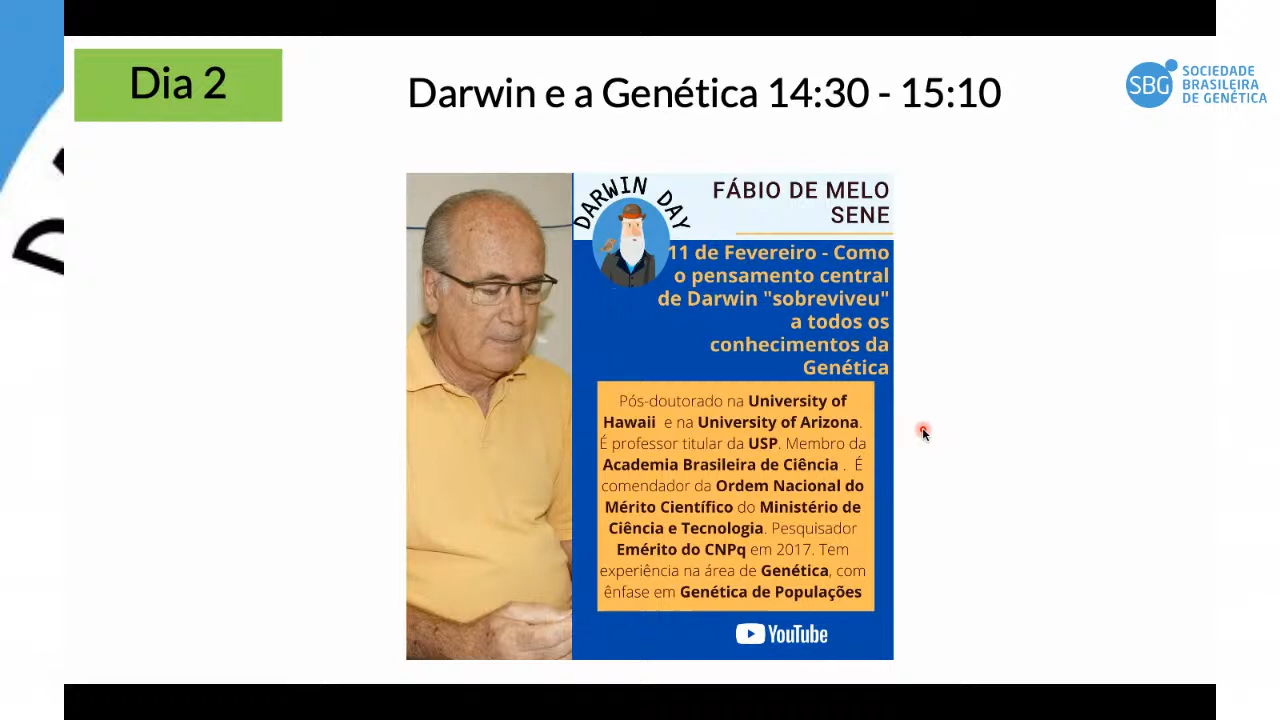 Dia 2
Darwin e a Genética 14:30 - 15:10
SBG
SOCIEDADE
BRASILEIRA
DE GENÉTICA
DARWIN DAY
FÁBIO DE MELO
SENE
11 de Fevereiro - Como
o pensamento central
de Darwin "sobreviveu"
a todos os
conhecimentos da
Genética
Pós-doutorado na University of
Hawaii e na University of Arizona.
É professor titular da USP. Membro da
Academia Brasileira de Ciência . É
comendador da Ordem Nacional do
Mérito Científico do Ministério de
Ciência e Tecnologia. Pesquisador
Emérito do CNPq em 2017. Tem
experiência na área de Genética, com
ênfase em Genética de Populações
YouTube